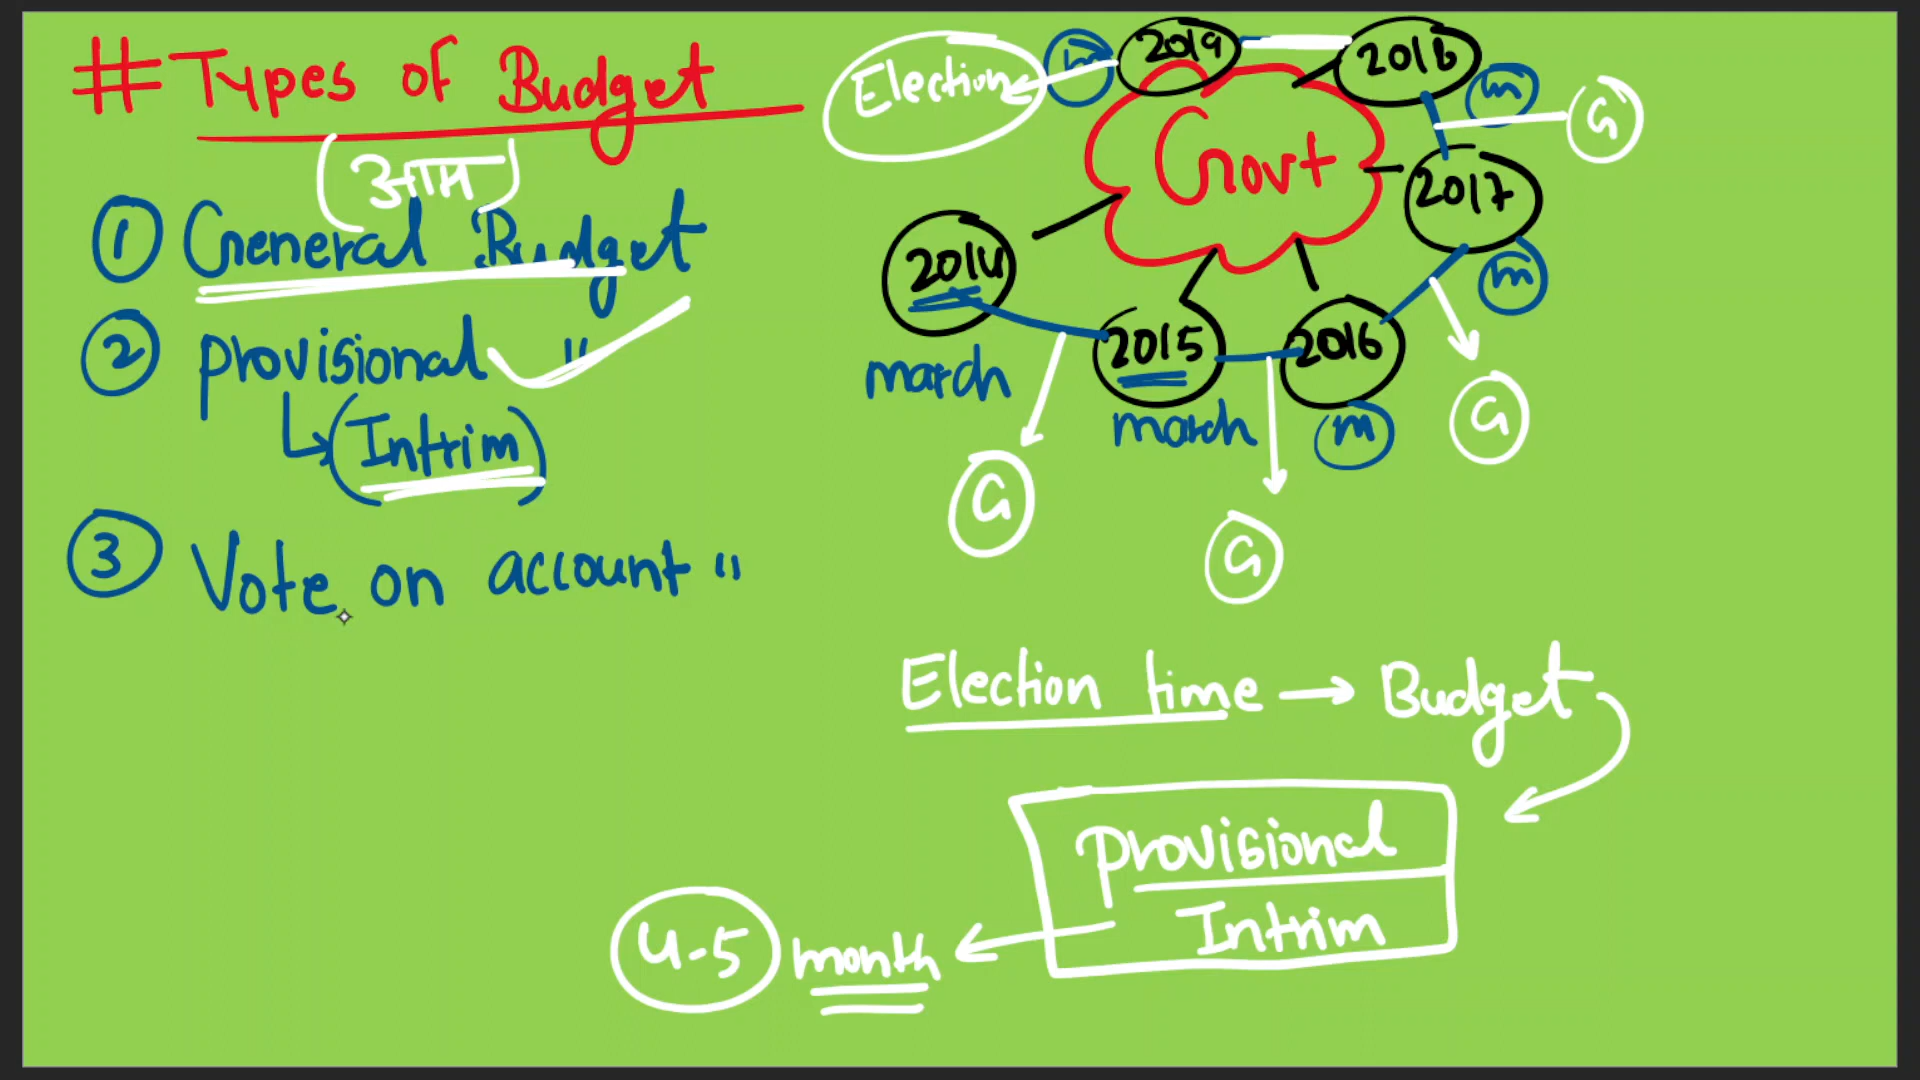 # Types of Budget
(आम)
1 General Budget
2 Provisional "
(Intrim)
3 Vote on account "
Election
m
2019
2018
m
G
Govt
2017
m
2014
march
2015
march
2016
m
G
G
G
Election time → Budget
Provisional
Intrim
4-5 month